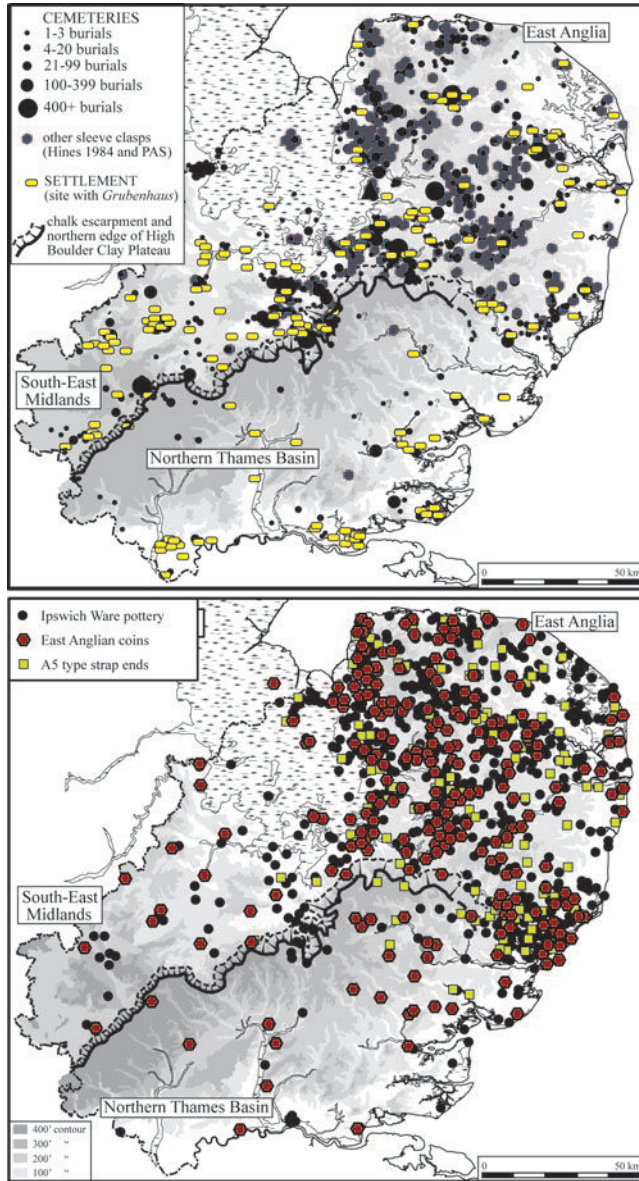 CEMETERIES
1-3 burials
4-20 burials
21-99 burials
100-399 burials
400+ burials
other sleeve clasps
(Hines 1984 and PAS)
SETTLEMENT
(site with Grubenhaus)
chalk escarpment and
northern edge of High
Boulder Clay Plateau
East Anglia
?
?
?
?
?
?
South-East
Midlands
Northern Thames Basin
0
50 km
Ipswich Ware pottery
East Anglian coins
A5 type strap ends
East Anglia
South-East
Midlands
Northern Thames Basin
400' contour
300' "
200' "
100' "
0
50 km